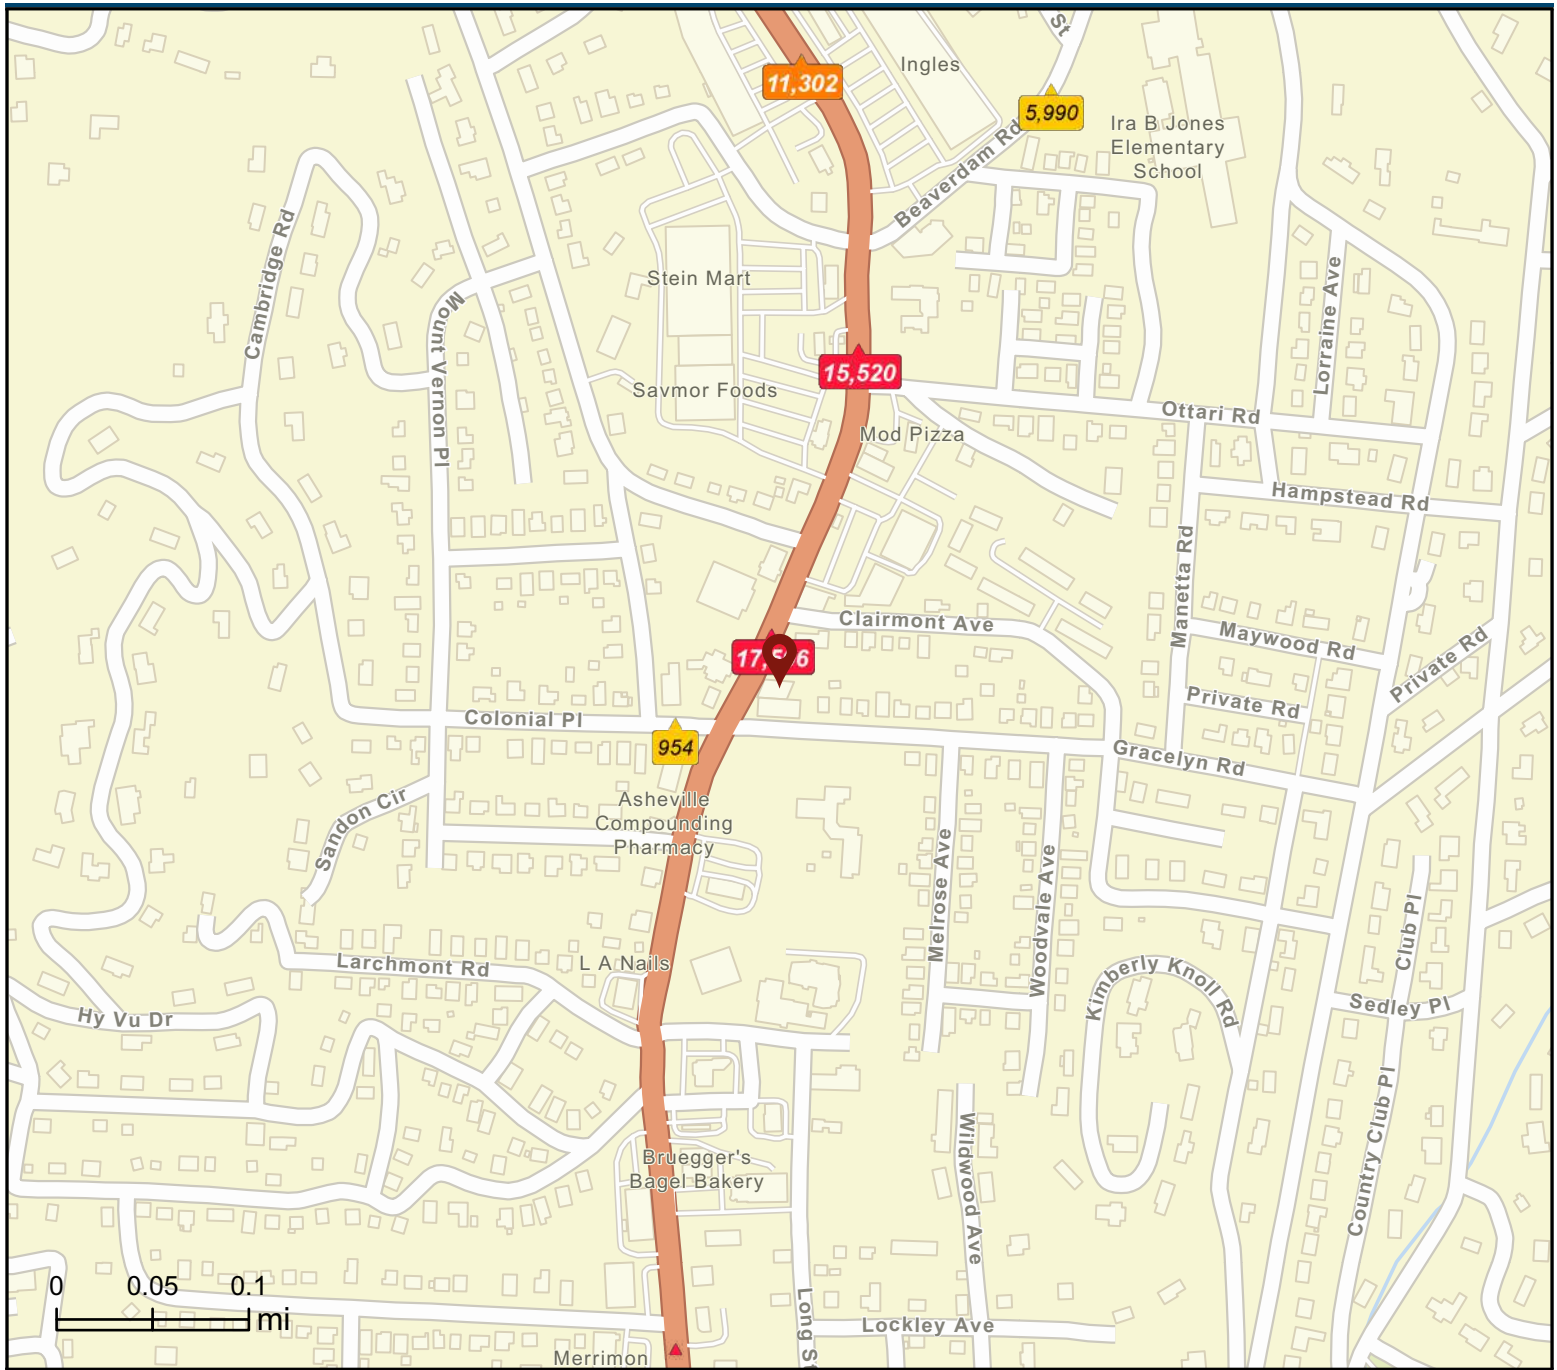 St
Ingles
11,302
5,990
Ira B Jones
Elementary
School
Beaverdam Rd
Cambridge Rd
Stein Mart
Lorraine Ave
Mount Vernon Pl
15,520
Savmor Foods
Ottari Rd
Mod Pizza
Hampstead Rd
Manetta Rd
Clairmont Ave
Maywood Rd
Private Rd
Private Rd
Colonial Pl
954
Gracelyn Rd
Sandon Cir
Asheville
Compounding
Pharmacy
Melrose Ave
Woodvale Ave
Club Pl
Larchmont Rd
L A Nails
Kimberly Knoll Rd
Hy Vu Dr
Sedley Pl
Country Club Pl
Bruegger's
Bagel Bakery
Wildwood Ave
0 0.05 0.1
mi
Long St
Lockley Ave
Merrimon